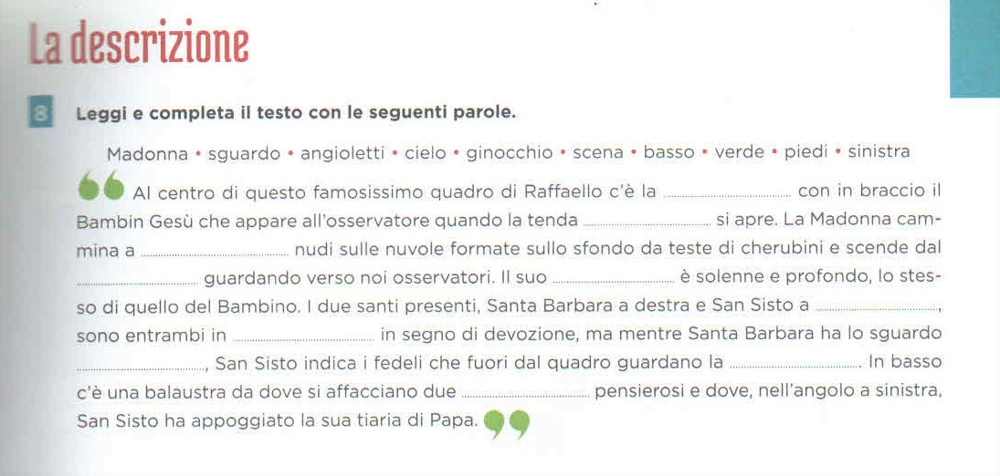 La descrizione
8 Leggi e completa il testo con le seguenti parole.
Madonna • sguardo • angioletti • cielo • ginocchio • scena • basso • verde • piedi • sinistra
❛❛ Al centro di questo famosissimo quadro di Raffaello c'è la .................... con in braccio il
Bambin Gesù che appare all'osservatore quando la tenda .................... si apre. La Madonna cam-
mina a .................... nudi sulle nuvole formate sullo sfondo da teste di cherubini e scende dal
.................... guardando verso noi osservatori. Il suo .................... è solenne e profondo, lo stes-
so di quello del Bambino. I due santi presenti, Santa Barbara a destra e San Sisto a ....................,
sono entrambi in .................... in segno di devozione, ma mentre Santa Barbara ha lo sguardo
...................., San Sisto indica i fedeli che fuori dal quadro guardano la .................... . In basso
c'è una balaustra da dove si affacciano due .................... pensierosi e dove, nell'angolo a sinistra,
San Sisto ha appoggiato la sua tiaria di Papa. ❜❜